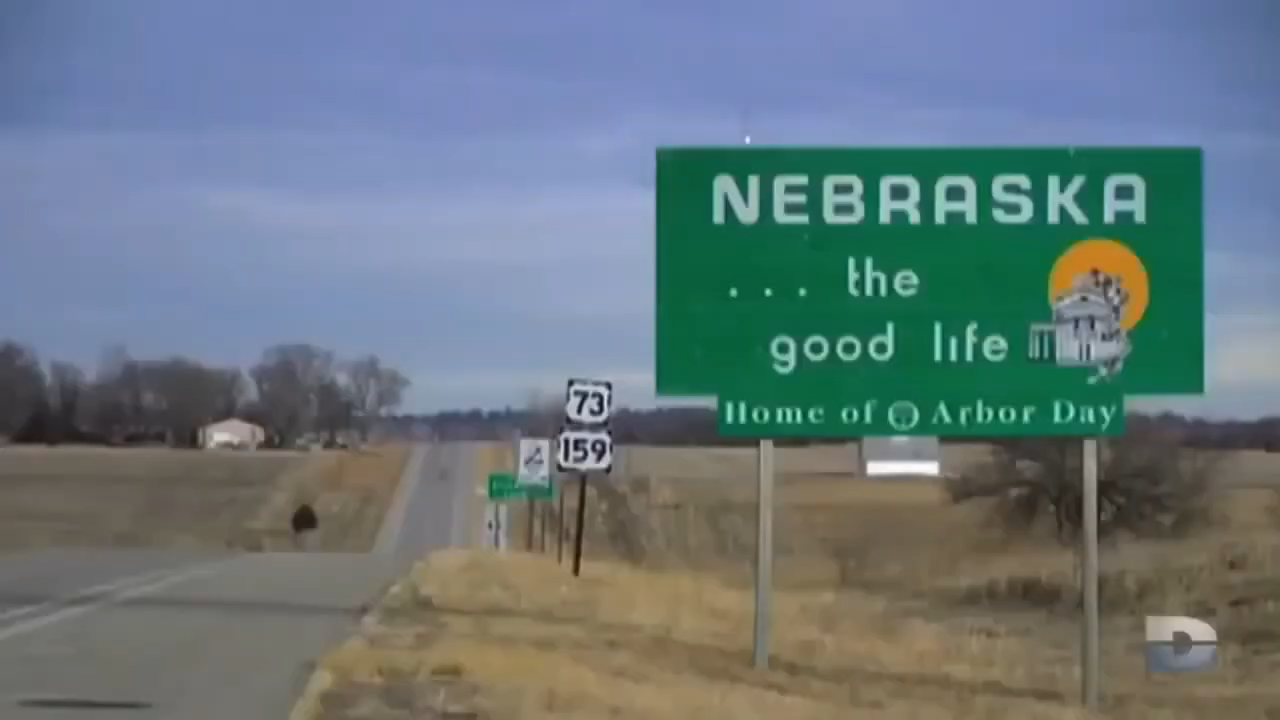 NEBRASKA
... the
good life
Home of Arbor Day
73
159
D